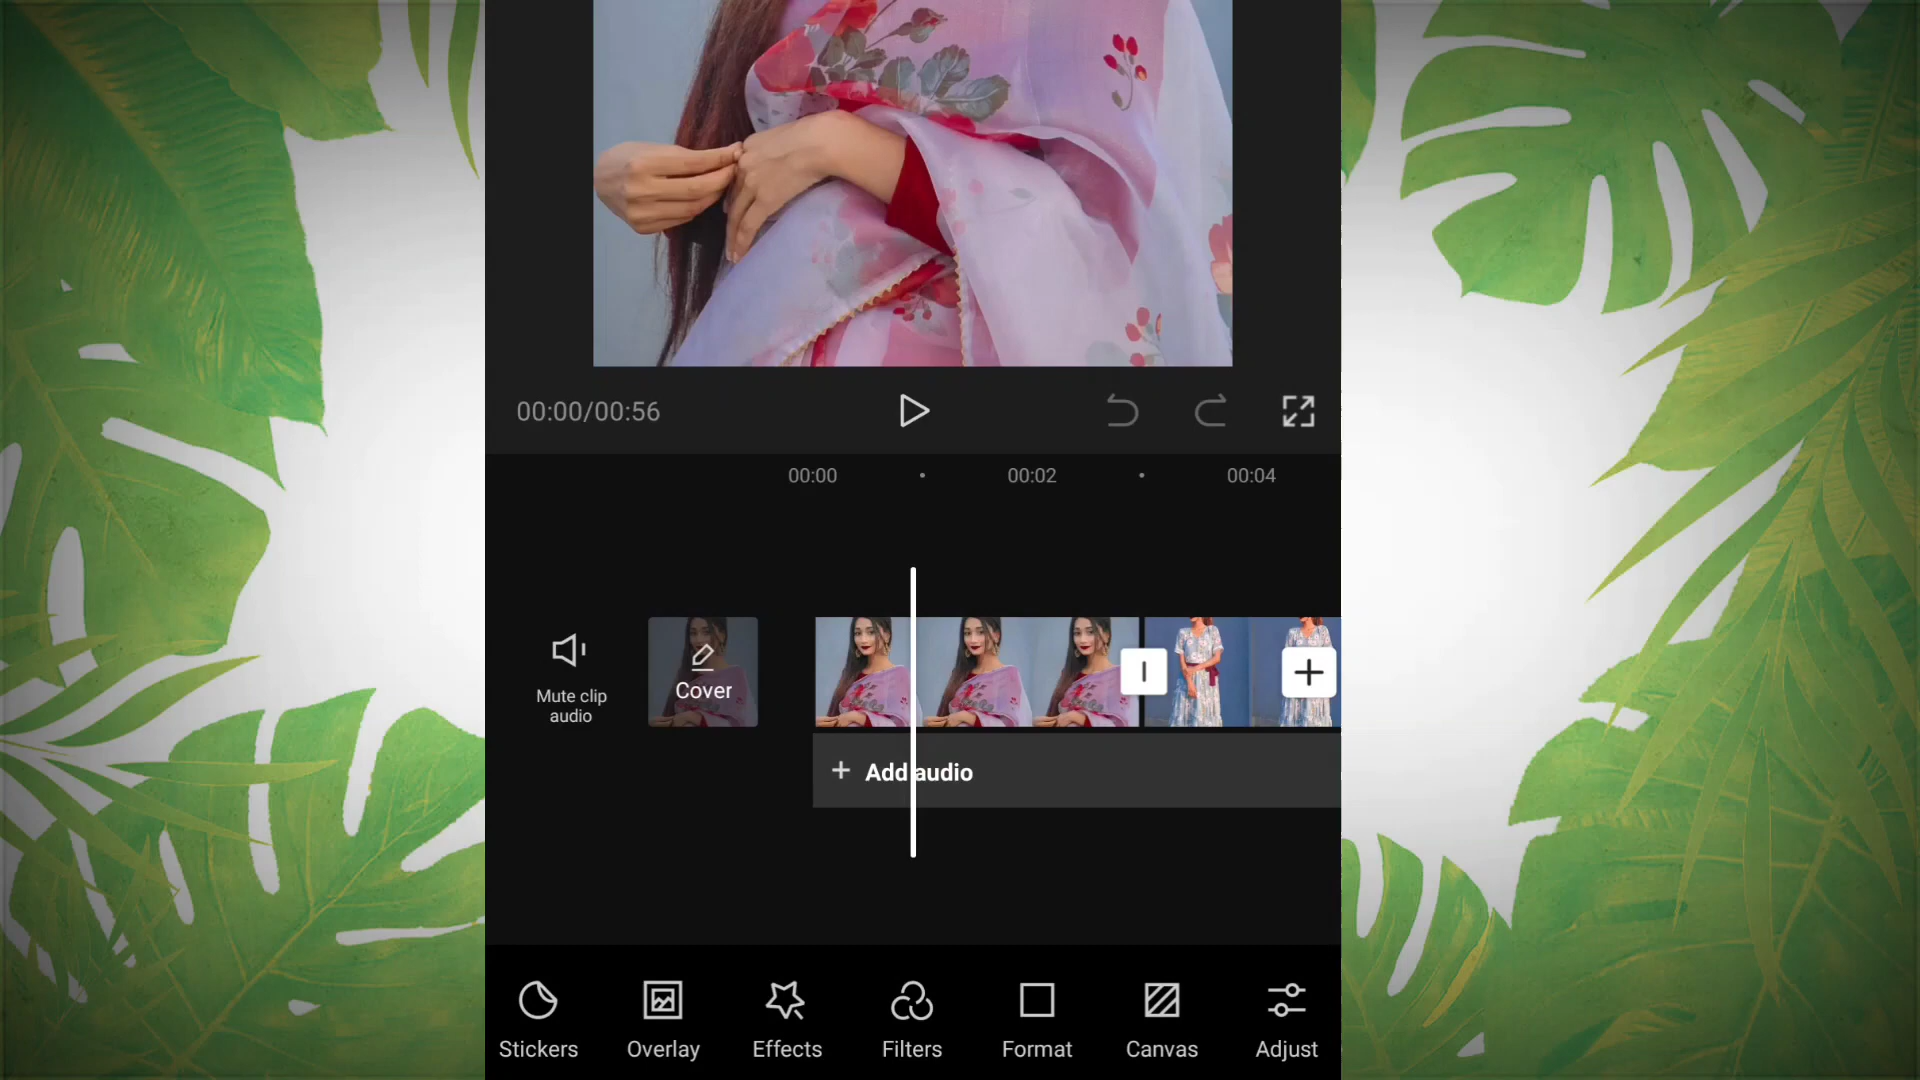 00:00/00:56
00:00
00:02
00:04
Mute clip
audio
Cover
Add audio
Stickers
Overlay
Effects
Filters
Format
Canvas
Adjust